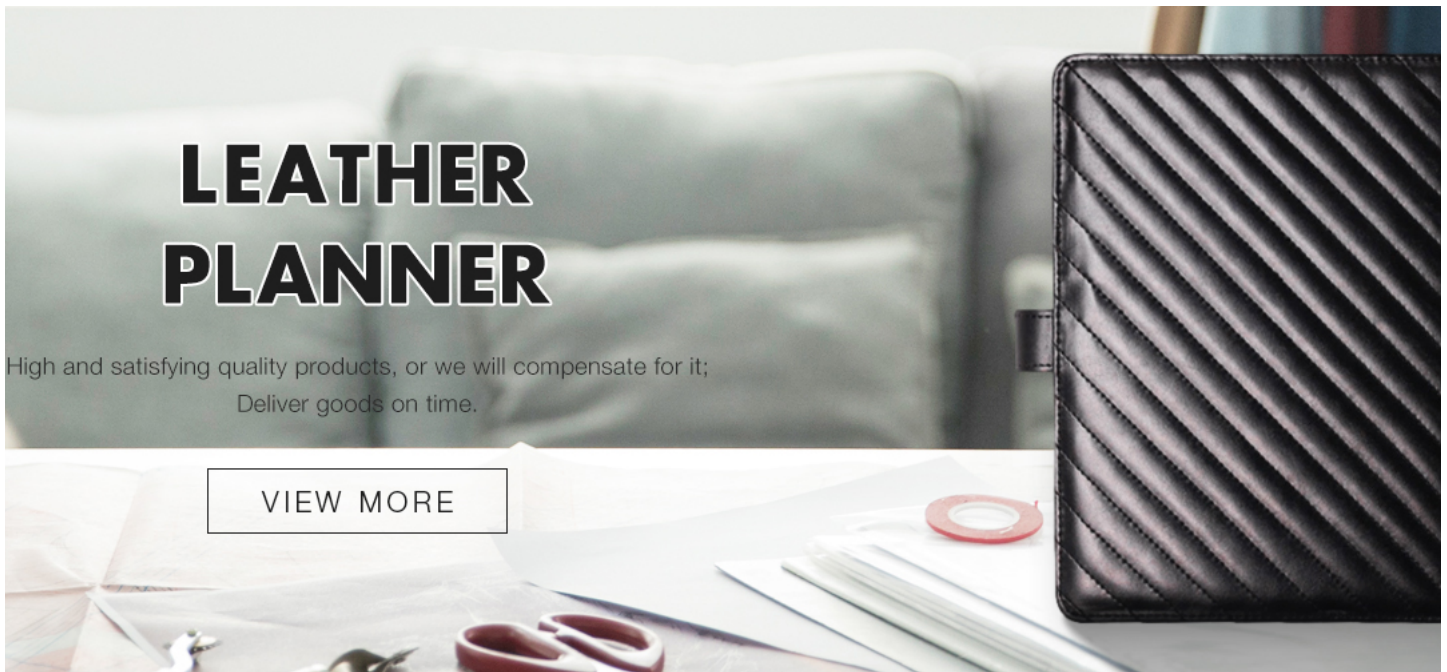 LEATHER
PLANNER
High and satisfying quality products, or we will compensate for it;
Deliver goods on time.
VIEW MORE